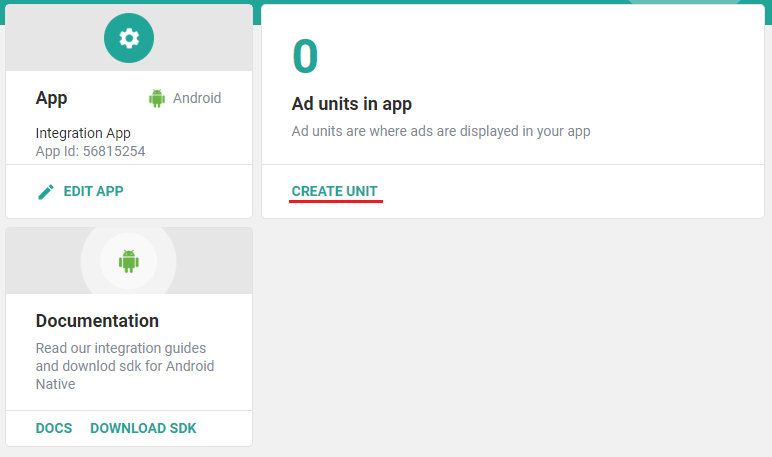 App
Android
Integration App
App Id: 56815254
EDIT APP
0
Ad units in app
Ad units are where ads are displayed in your app
CREATE UNIT
Documentation
Read our integration guides
and downlod sdk for Android
Native
DOCS
DOWNLOAD SDK